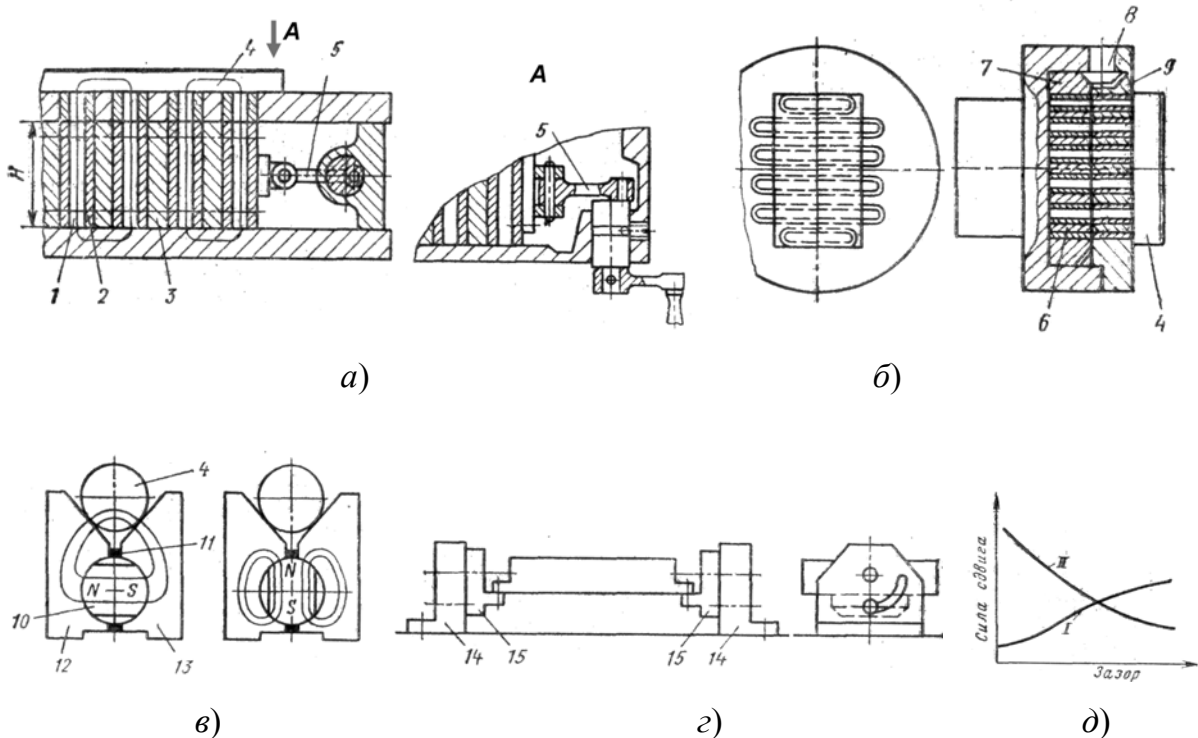 A 4 5
H
1 2 3
A
5
а)
7 8 9
6 4
б)
4
11
N — S
10
12 13
N
S
в)
14 15 15 14
г)
Сила сдвига
II
I
Зазор
д)